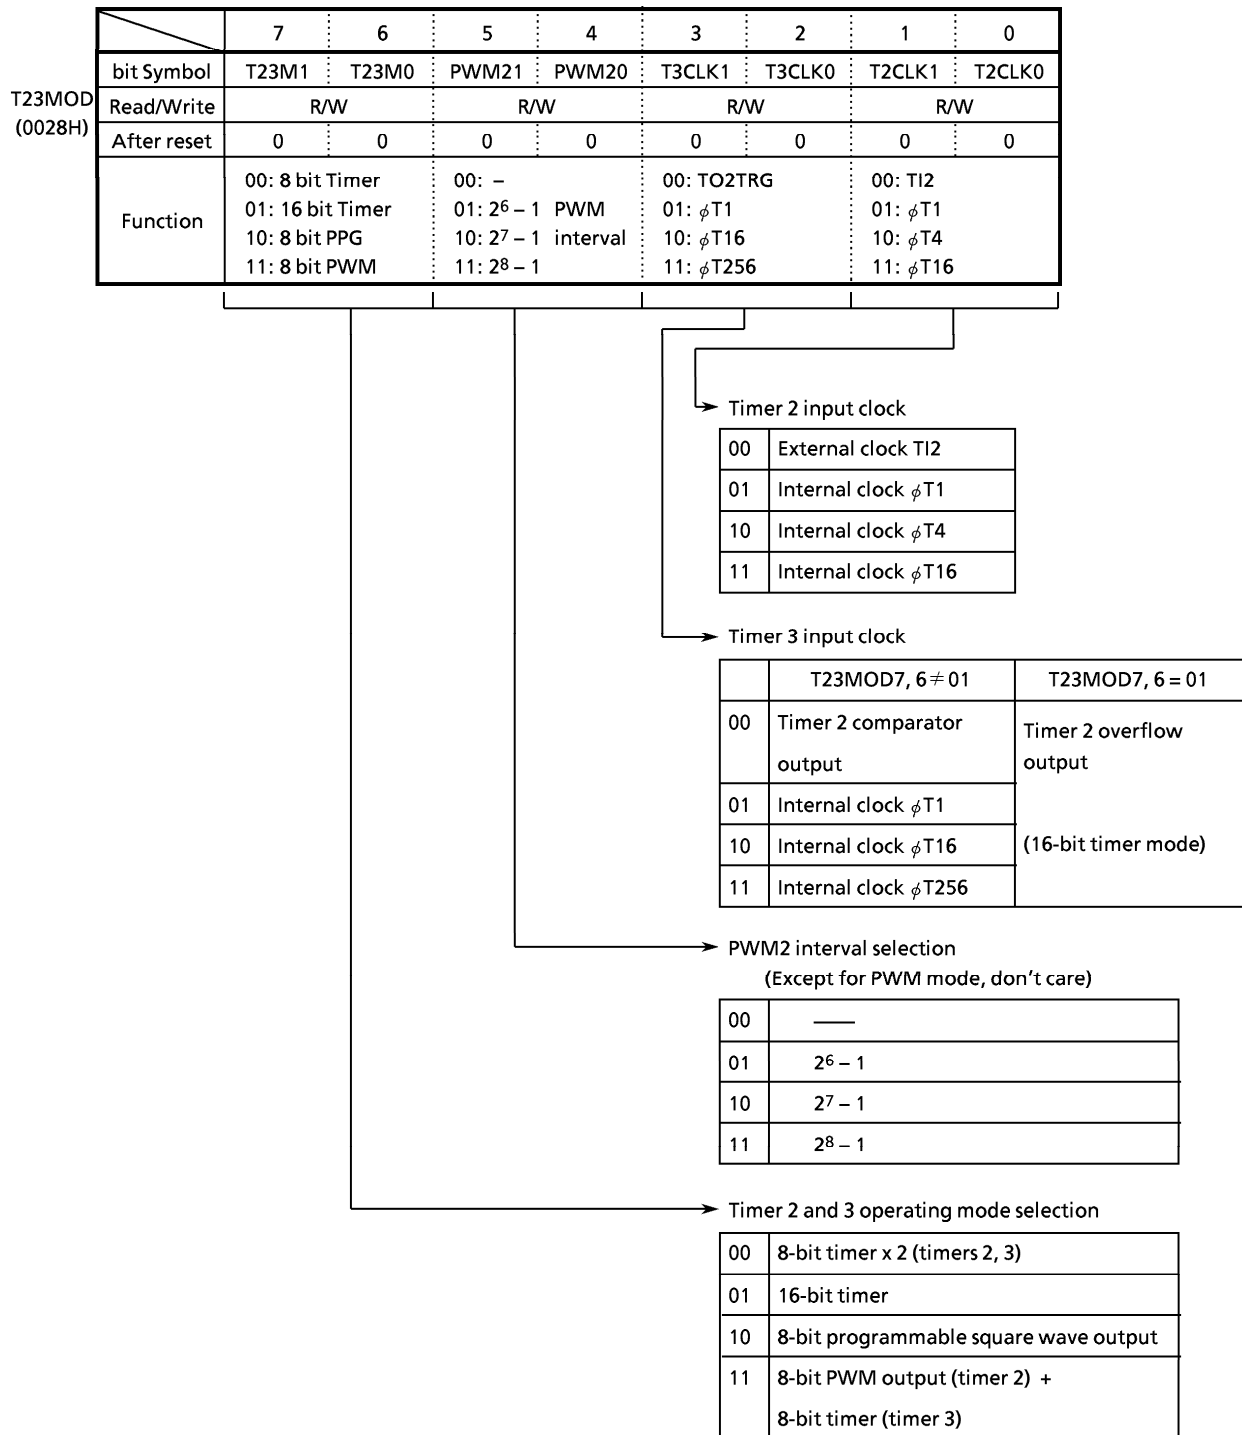 7 6 5 4 3 2 1 0
bit Symbol T23M1 T23M0 PWM21 PWM20 T3CLK1 T3CLK0 T2CLK1 T2CLK0
T23MOD
(0028H)
Read/Write R/W R/W R/W R/W
After reset 0 0 0 0 0 0 0 0
Function
00: 8 bit Timer 00: – 00: TO2TRG 00: TI2
01: 16 bit Timer 01: 2⁶ – 1 PWM 01: ϕT1 01: ϕT1
10: 8 bit PPG 10: 2⁷ – 1 interval 10: ϕT16 10: ϕT4
11: 8 bit PWM 11: 2⁸ – 1 11: ϕT256 11: ϕT16
Timer 2 input clock
00 External clock TI2
01 Internal clock ϕT1
10 Internal clock ϕT4
11 Internal clock ϕT16
Timer 3 input clock
T23MOD7, 6 ≠ 01 T23MOD7, 6 = 01
00 Timer 2 comparator
output
01 Internal clock ϕT1
10 Internal clock ϕT16
11 Internal clock ϕT256
Timer 2 overflow
output
(16-bit timer mode)
PWM2 interval selection
(Except for PWM mode, don't care)
00 ——
01 2⁶ – 1
10 2⁷ – 1
11 2⁸ – 1
Timer 2 and 3 operating mode selection
00 8-bit timer x 2 (timers 2, 3)
01 16-bit timer
10 8-bit programmable square wave output
11 8-bit PWM output (timer 2) +
8-bit timer (timer 3)